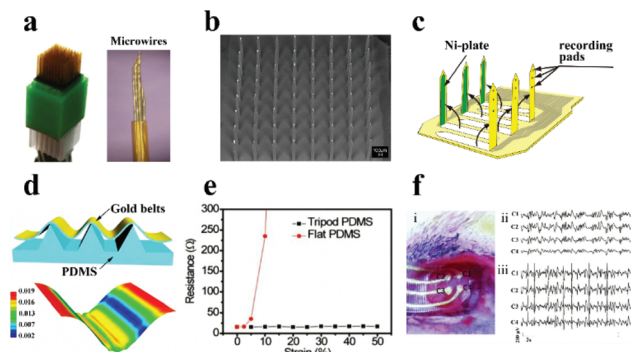 a
Microwires
b
c
Ni-plate
recording
pads
d
Gold belts
PDMS
0.019
0.016
0.013
0.007
0.002
e
Resistance (Ω)
300
250
200
150
100
50
0
Tripod PDMS
Flat PDMS
0 10 20 30 40 50
Strain (%)
f
i
ii
C1
C2
C3
C4
iii
C1
C2
C3
C4
2s